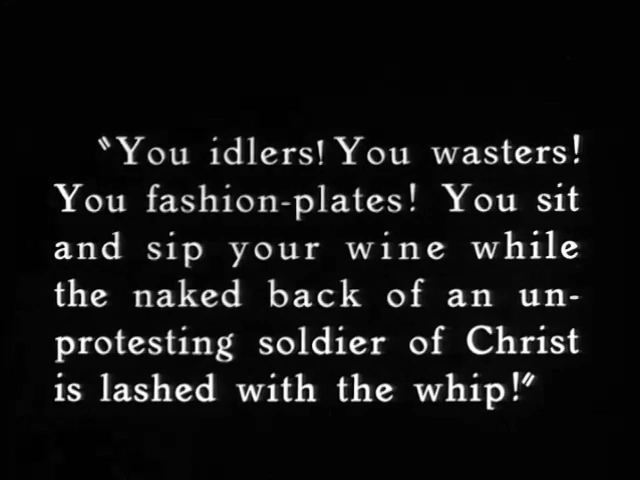 "You idlers! You wasters!
You fashion-plates! You sit
and sip your wine while
the naked back of an un-
protesting soldier of Christ
is lashed with the whip!"